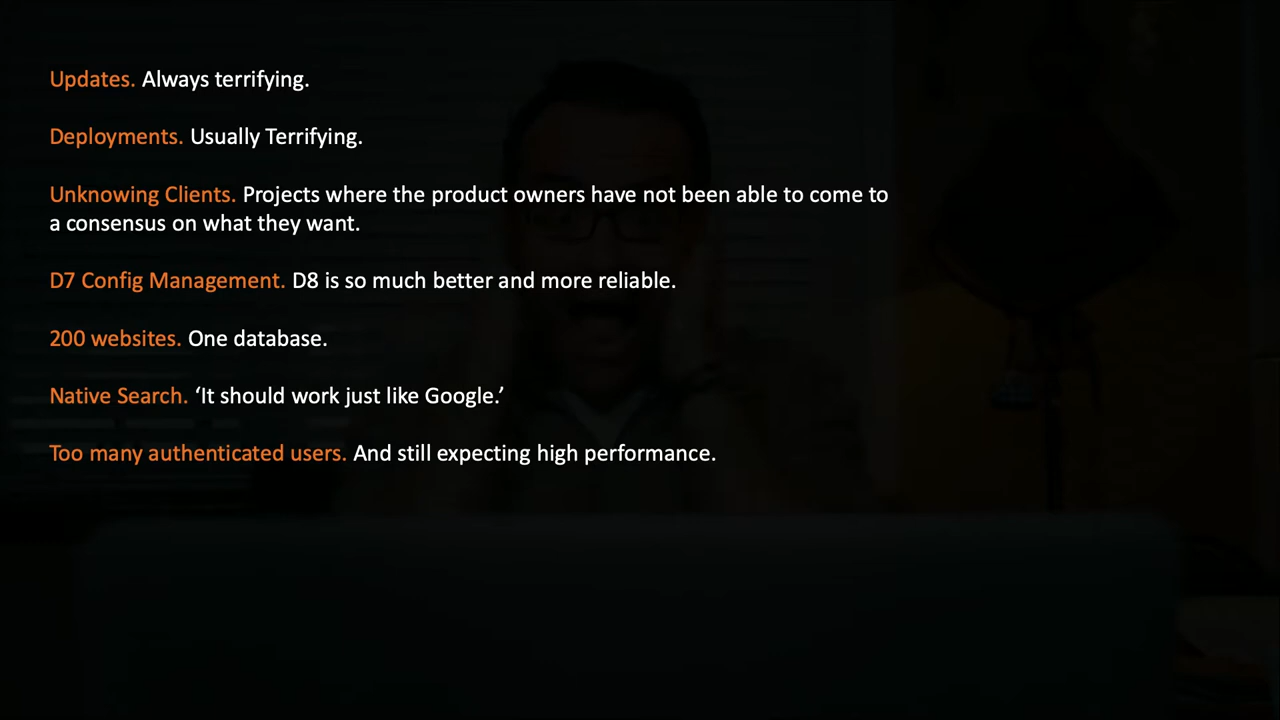 Updates. Always terrifying.
Deployments. Usually Terrifying.
Unknowing Clients. Projects where the product owners have not been able to come to
a consensus on what they want.
D7 Config Management. D8 is so much better and more reliable.
200 websites. One database.
Native Search. ‘It should work just like Google.’
Too many authenticated users. And still expecting high performance.